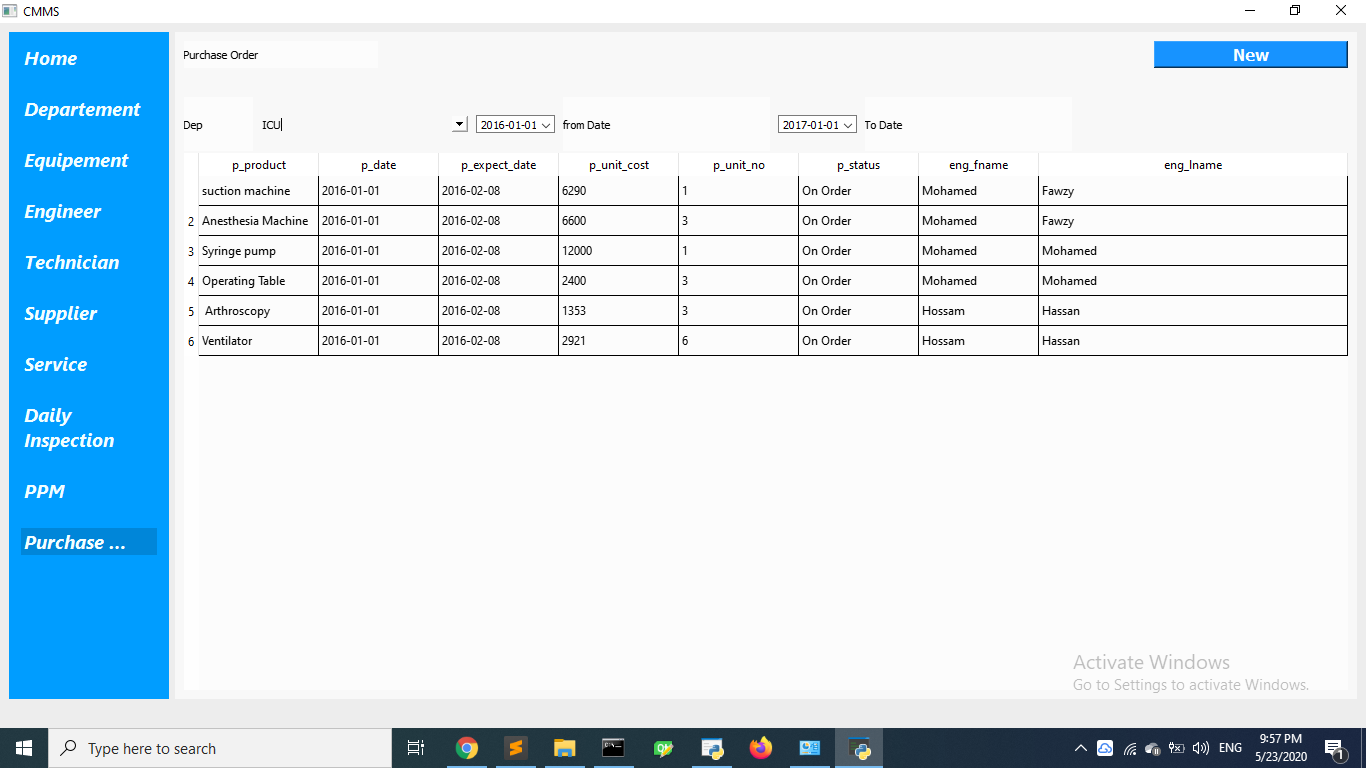 CMMS
Home
Departement
Equipement
Engineer
Technician
Supplier
Service
Daily
Inspection
PPM
Purchase ...
Purchase Order
New
Dep ICU 2016-01-01 from Date 2017-01-01 To Date
p_product p_date p_expect_date p_unit_cost p_unit_no p_status eng_fname eng_lname
suction machine 2016-01-01 2016-02-08 6290 1 On Order Mohamed Fawzy
2 Anesthesia Machine 2016-01-01 2016-02-08 6600 3 On Order Mohamed Fawzy
3 Syringe pump 2016-01-01 2016-02-08 12000 1 On Order Mohamed Mohamed
4 Operating Table 2016-01-01 2016-02-08 2400 3 On Order Mohamed Mohamed
5 Arthroscopy 2016-01-01 2016-02-08 1353 3 On Order Hossam Hassan
6 Ventilator 2016-01-01 2016-02-08 2921 6 On Order Hossam Hassan
Activate Windows
Go to Settings to activate Windows.
Type here to search
ENG
9:57 PM
5/23/2020
1